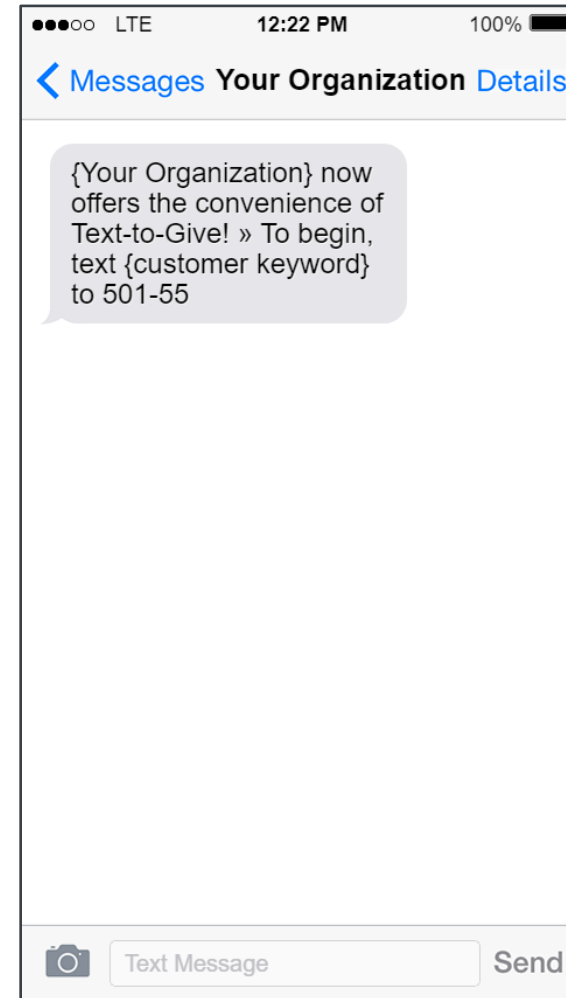 LTE 12:22 PM 100%
Messages Your Organization Details
{Your Organization} now
offers the convenience of
Text-to-Give! » To begin,
text {customer keyword}
to 501-55
Text Message Send